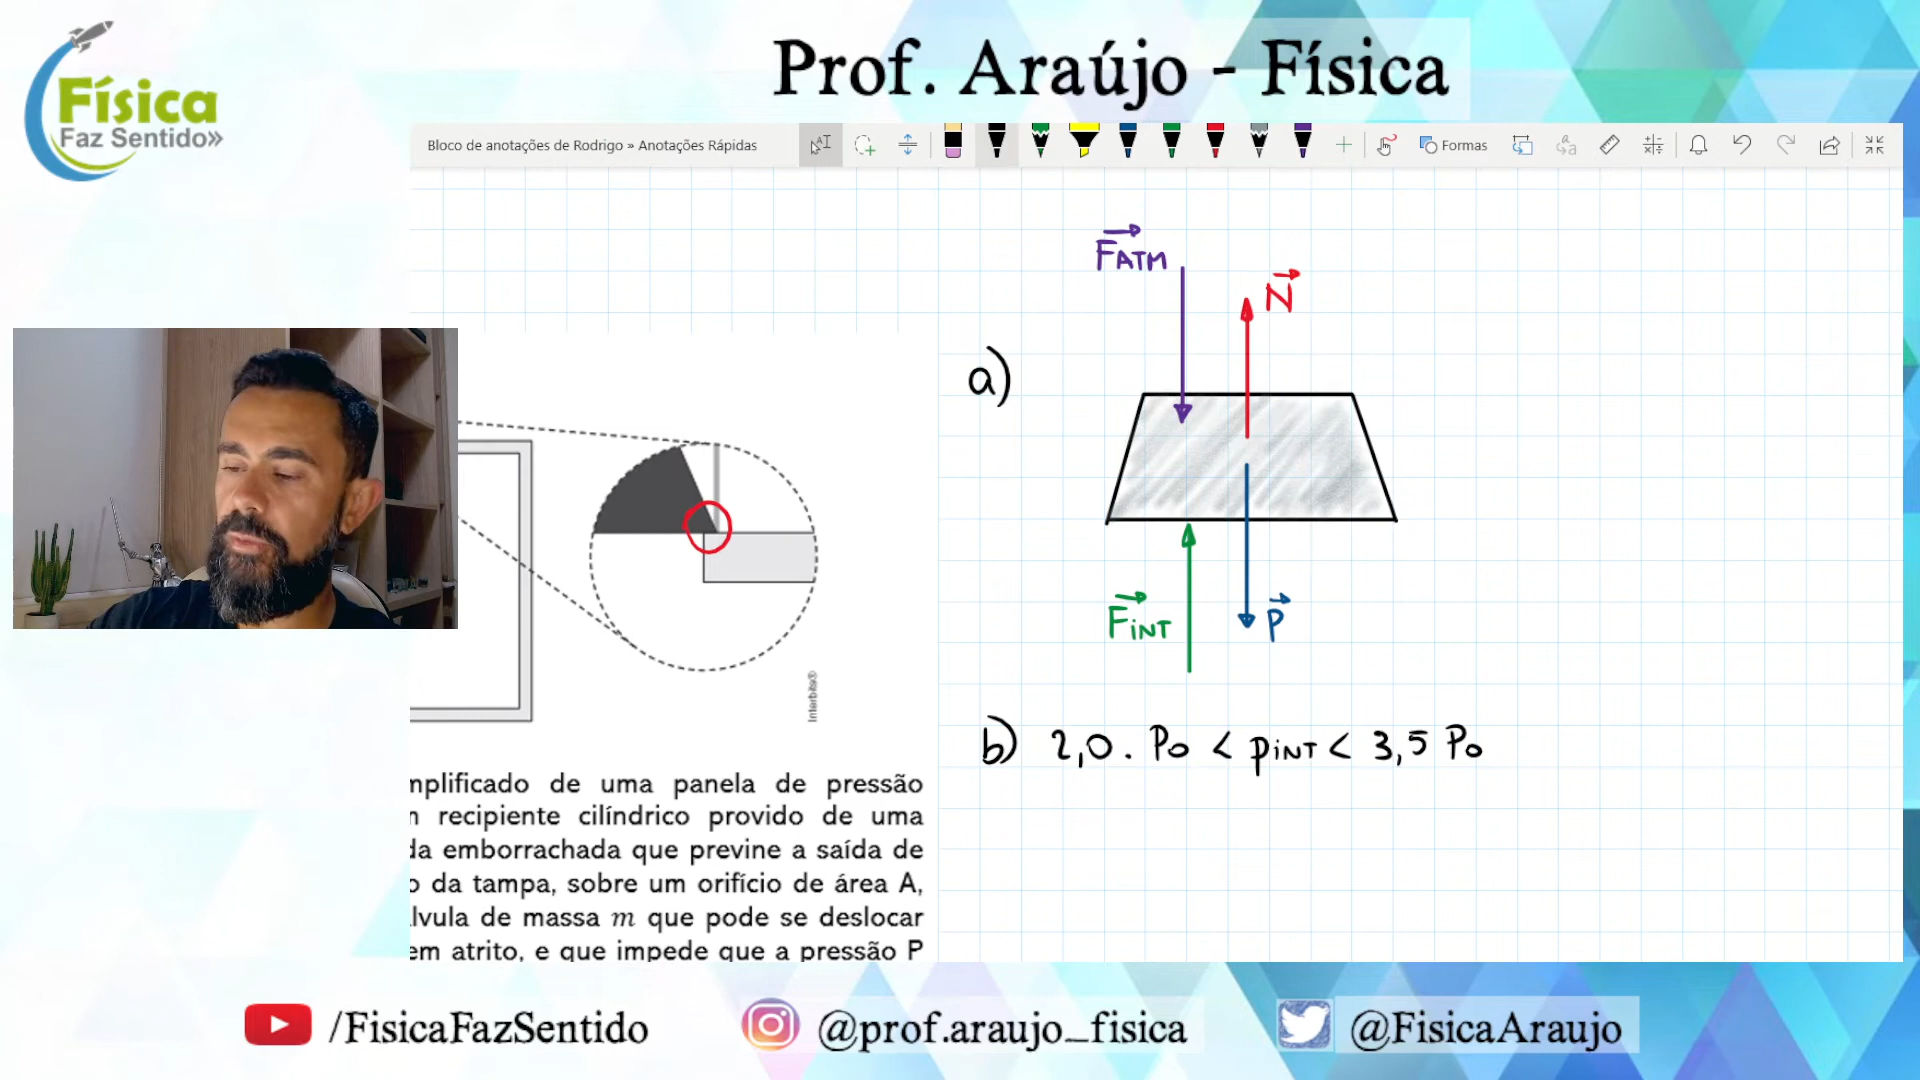 Física
Faz Sentido»
Prof. Araújo - Física
Bloco de anotações de Rodrigo » Anotações Rápidas
Formas
FATM
N
a)
FiNT
P
b) 2,0. Po < piNT < 3,5 Po
Interbits®
mplificado de uma panela de pressão
recipiente cilíndrico provido de uma
da emborrachada que previne a saída de
o da tampa, sobre um orifício de área A,
lvula de massa m que pode se deslocar
em atrito, e que impede que a pressão P
/FisicaFazSentido
@prof.araujo_fisica
@FisicaAraujo